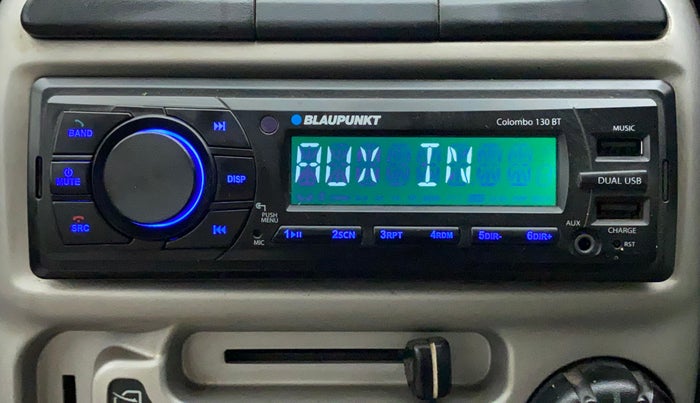 BLAUPUNKT
Colombo 130 BT
MUSIC
BAND
AUX IN
MUTE
DISP
DUAL USB
SRC
PUSH
MENU
MIC
1
2SCN
3RPT
4RDM
5DIR-
6DIR+
AUX
CHARGE
RST